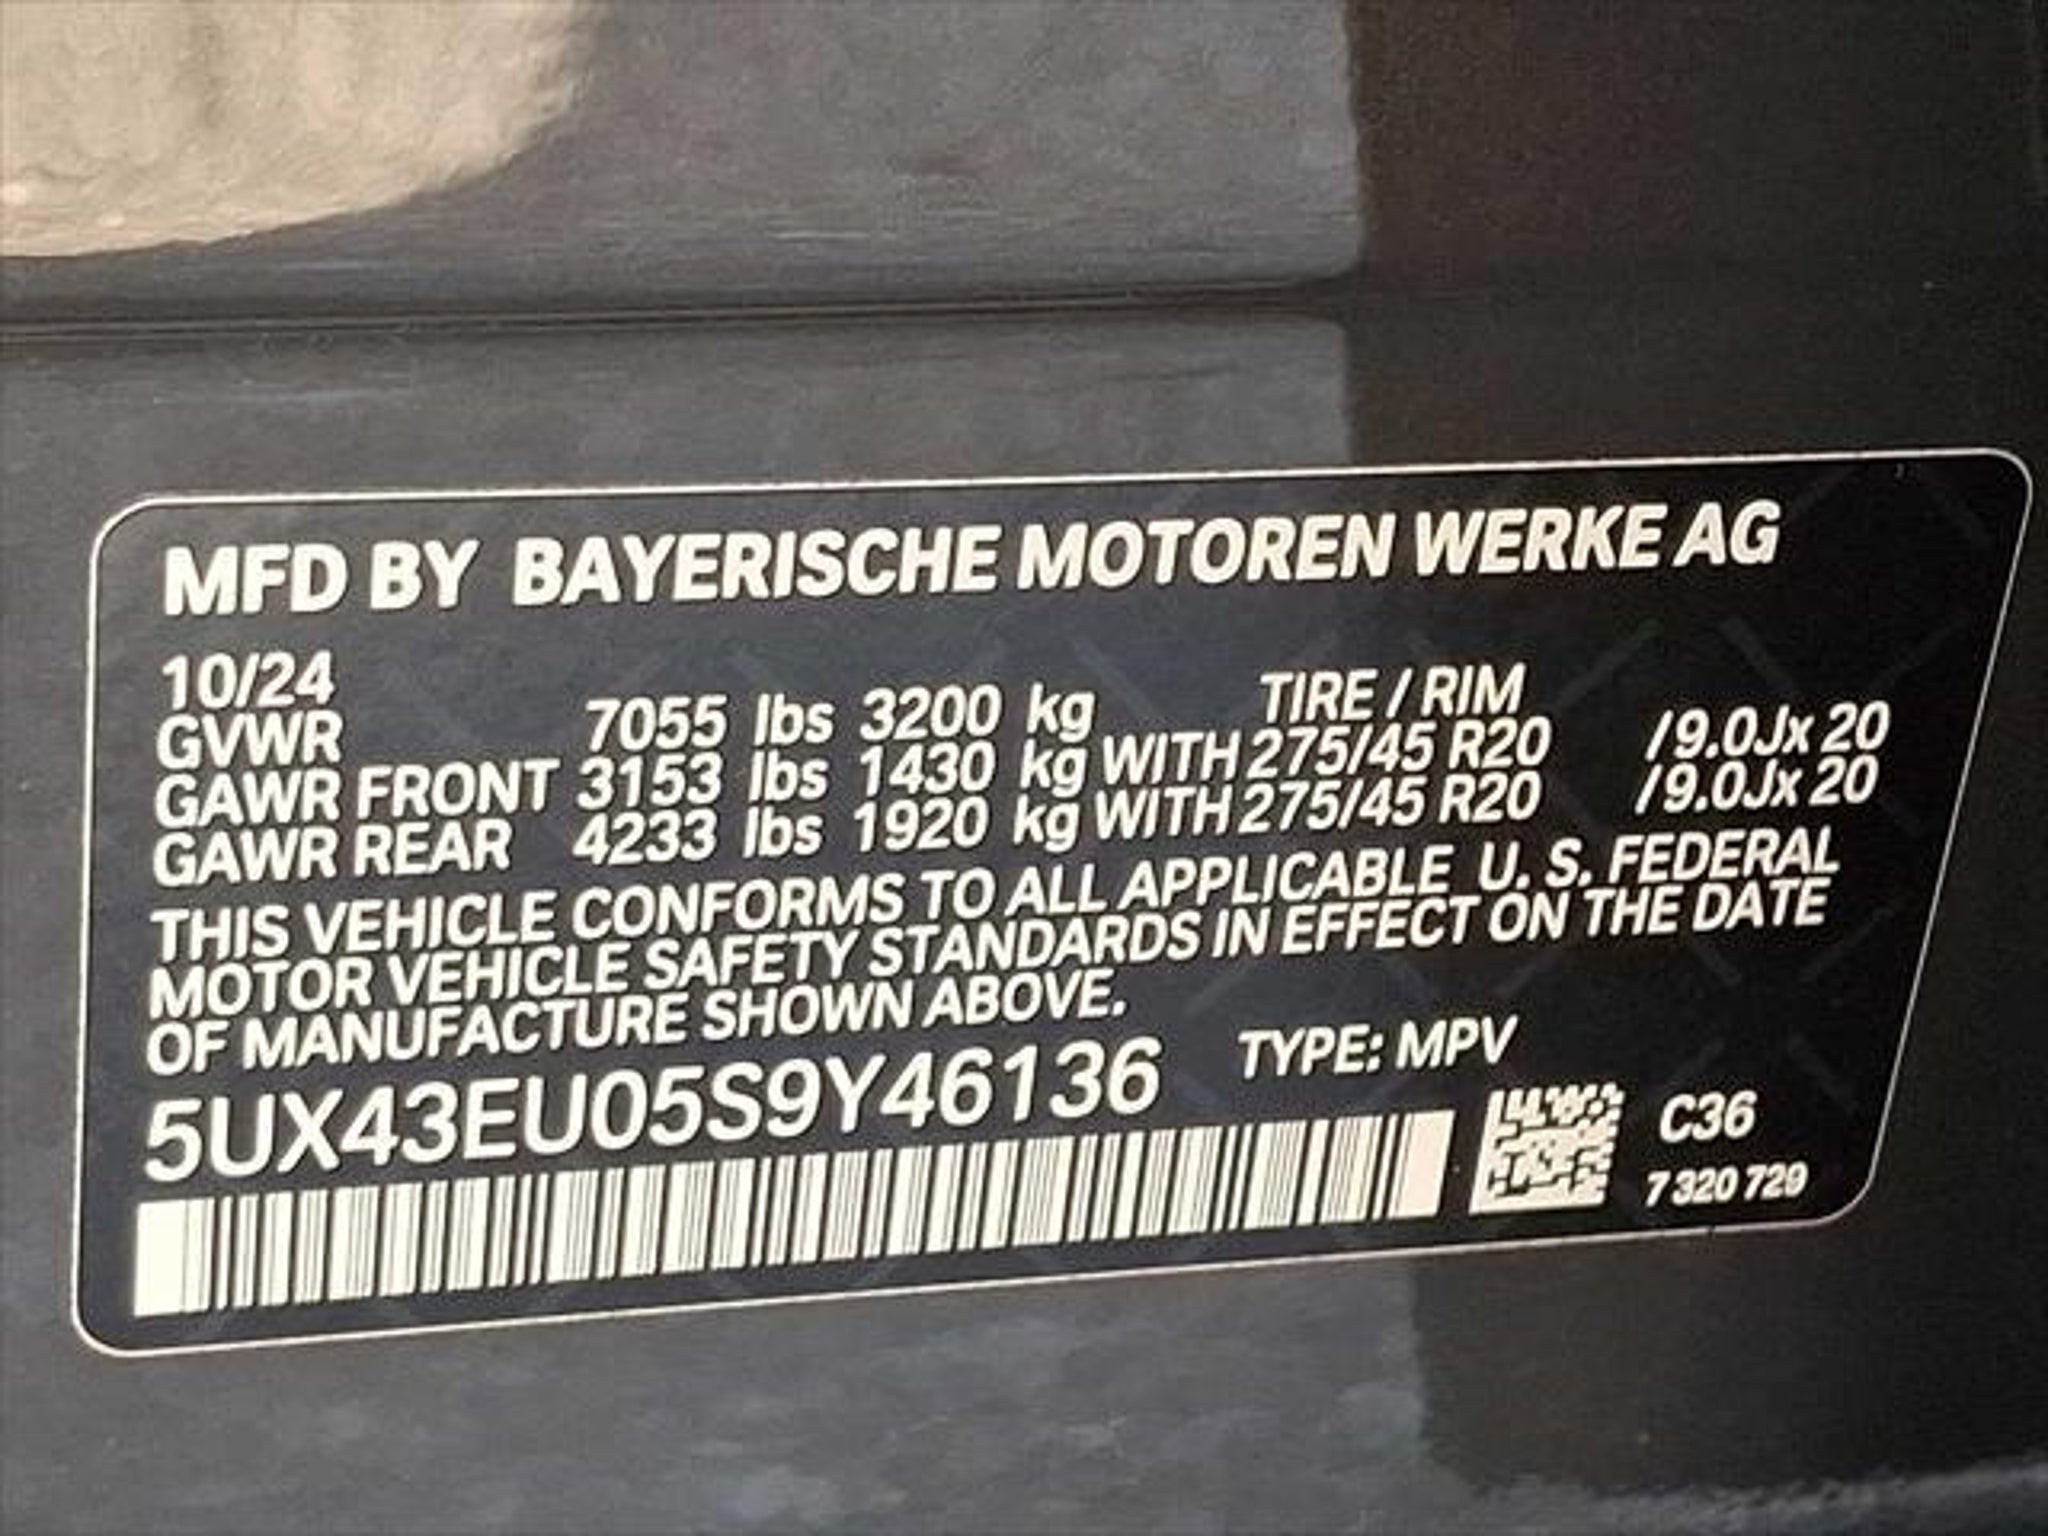 MFD BY BAYERISCHE MOTOREN WERKE AG
10/24
TIRE / RIM
GVWR 7055 lbs 3200 kg
GAWR FRONT 3153 lbs 1430 kg WITH 275/45 R20 /9.0Jx 20
GAWR REAR 4233 lbs 1920 kg WITH 275/45 R20 /9.0Jx 20
THIS VEHICLE CONFORMS TO ALL APPLICABLE U. S. FEDERAL
MOTOR VEHICLE SAFETY STANDARDS IN EFFECT ON THE DATE
OF MANUFACTURE SHOWN ABOVE.
5UX43EU05S9Y46136 TYPE: MPV
C36
7 320 729